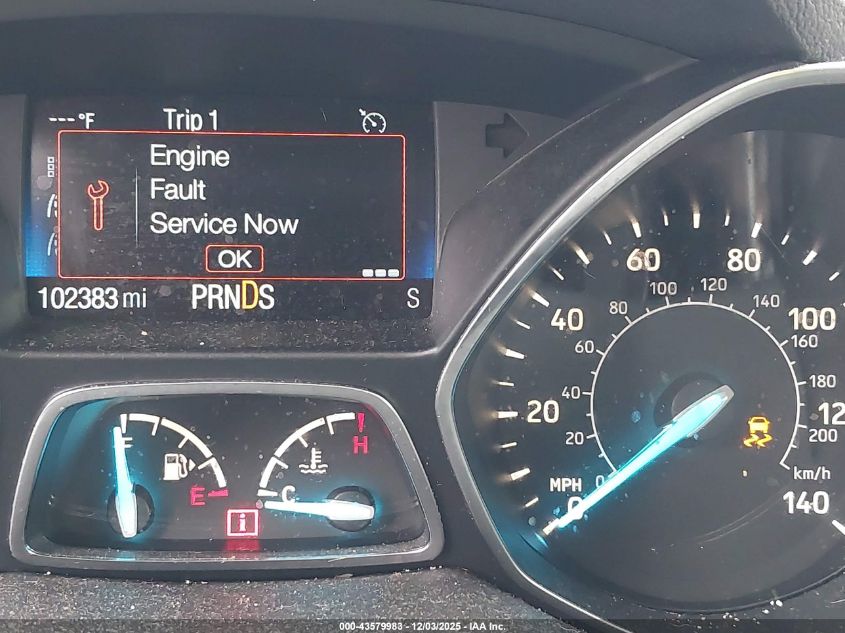 ---°F Trip 1
Engine
Fault
Service Now
OK
102383 mi PRNDS S
F
E
C
H
i
0 20 40 60 80 100 12 140
MPH
0 20 40 60 80 100 120 140 160 180 200
km/h
000-43579983 - 12/03/2025 - IAA Inc.